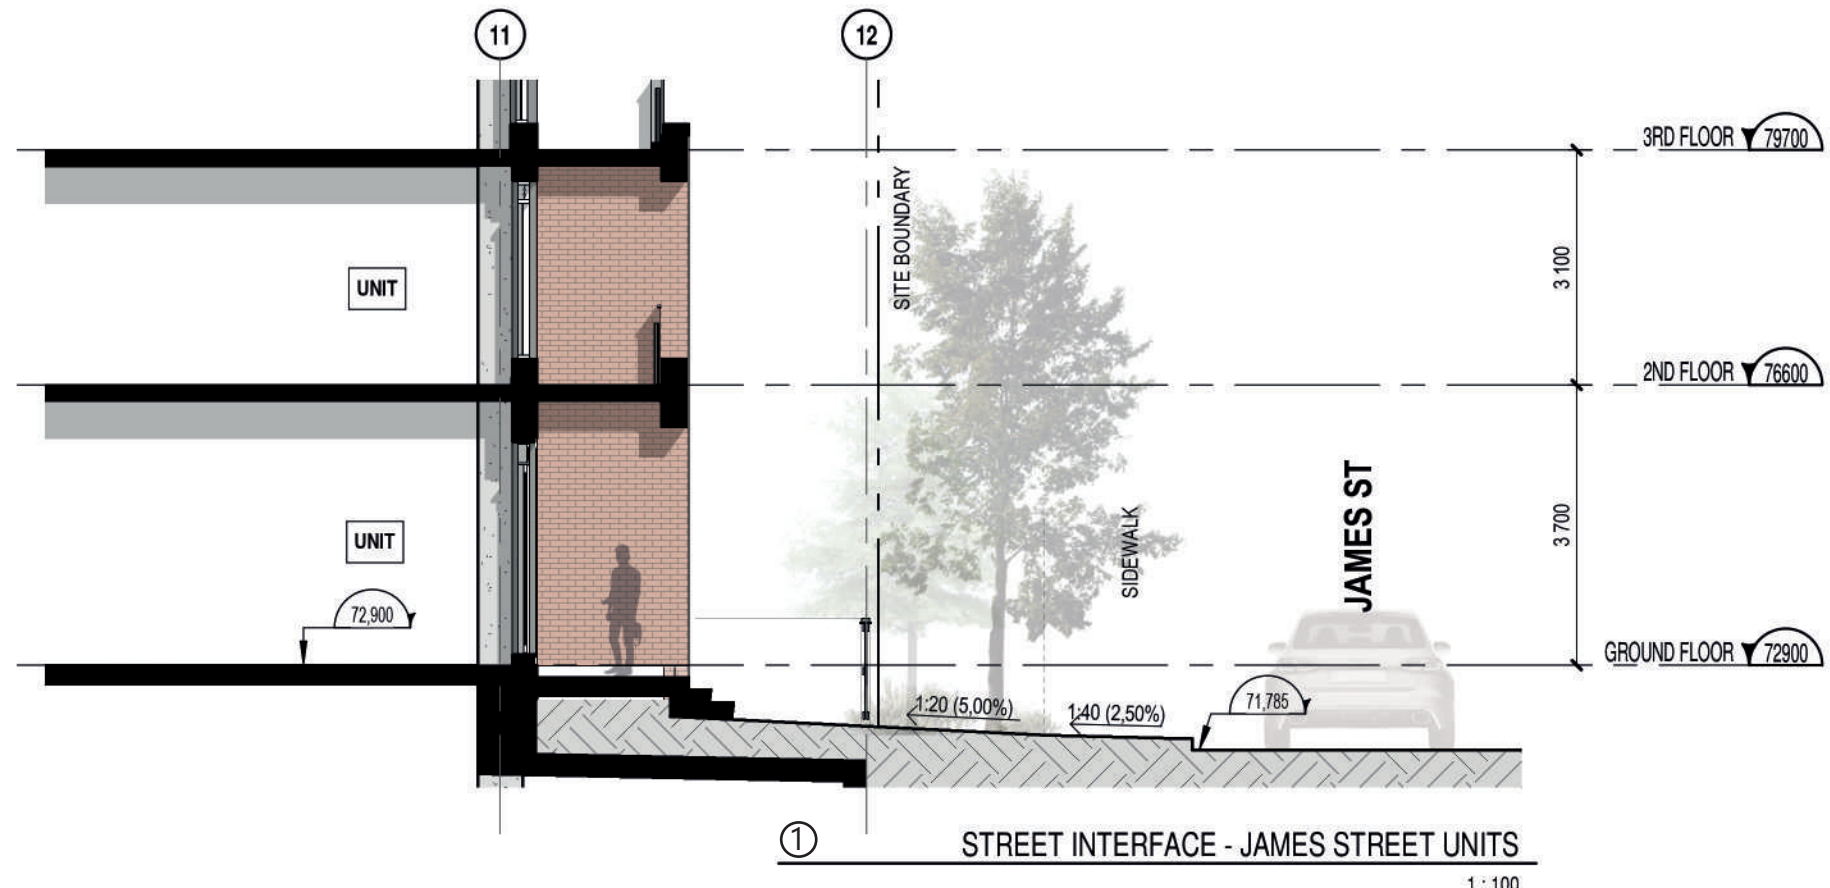 11
12
3RD FLOOR 79700
SITE BOUNDARY
3 100
UNIT
2ND FLOOR 76600
JAMES ST
SIDEWALK
3 700
UNIT
72,900
GROUND FLOOR 72900
1:20 (5,00%)
1:40 (2,50%)
71,785
1
STREET INTERFACE - JAMES STREET UNITS
1 : 100